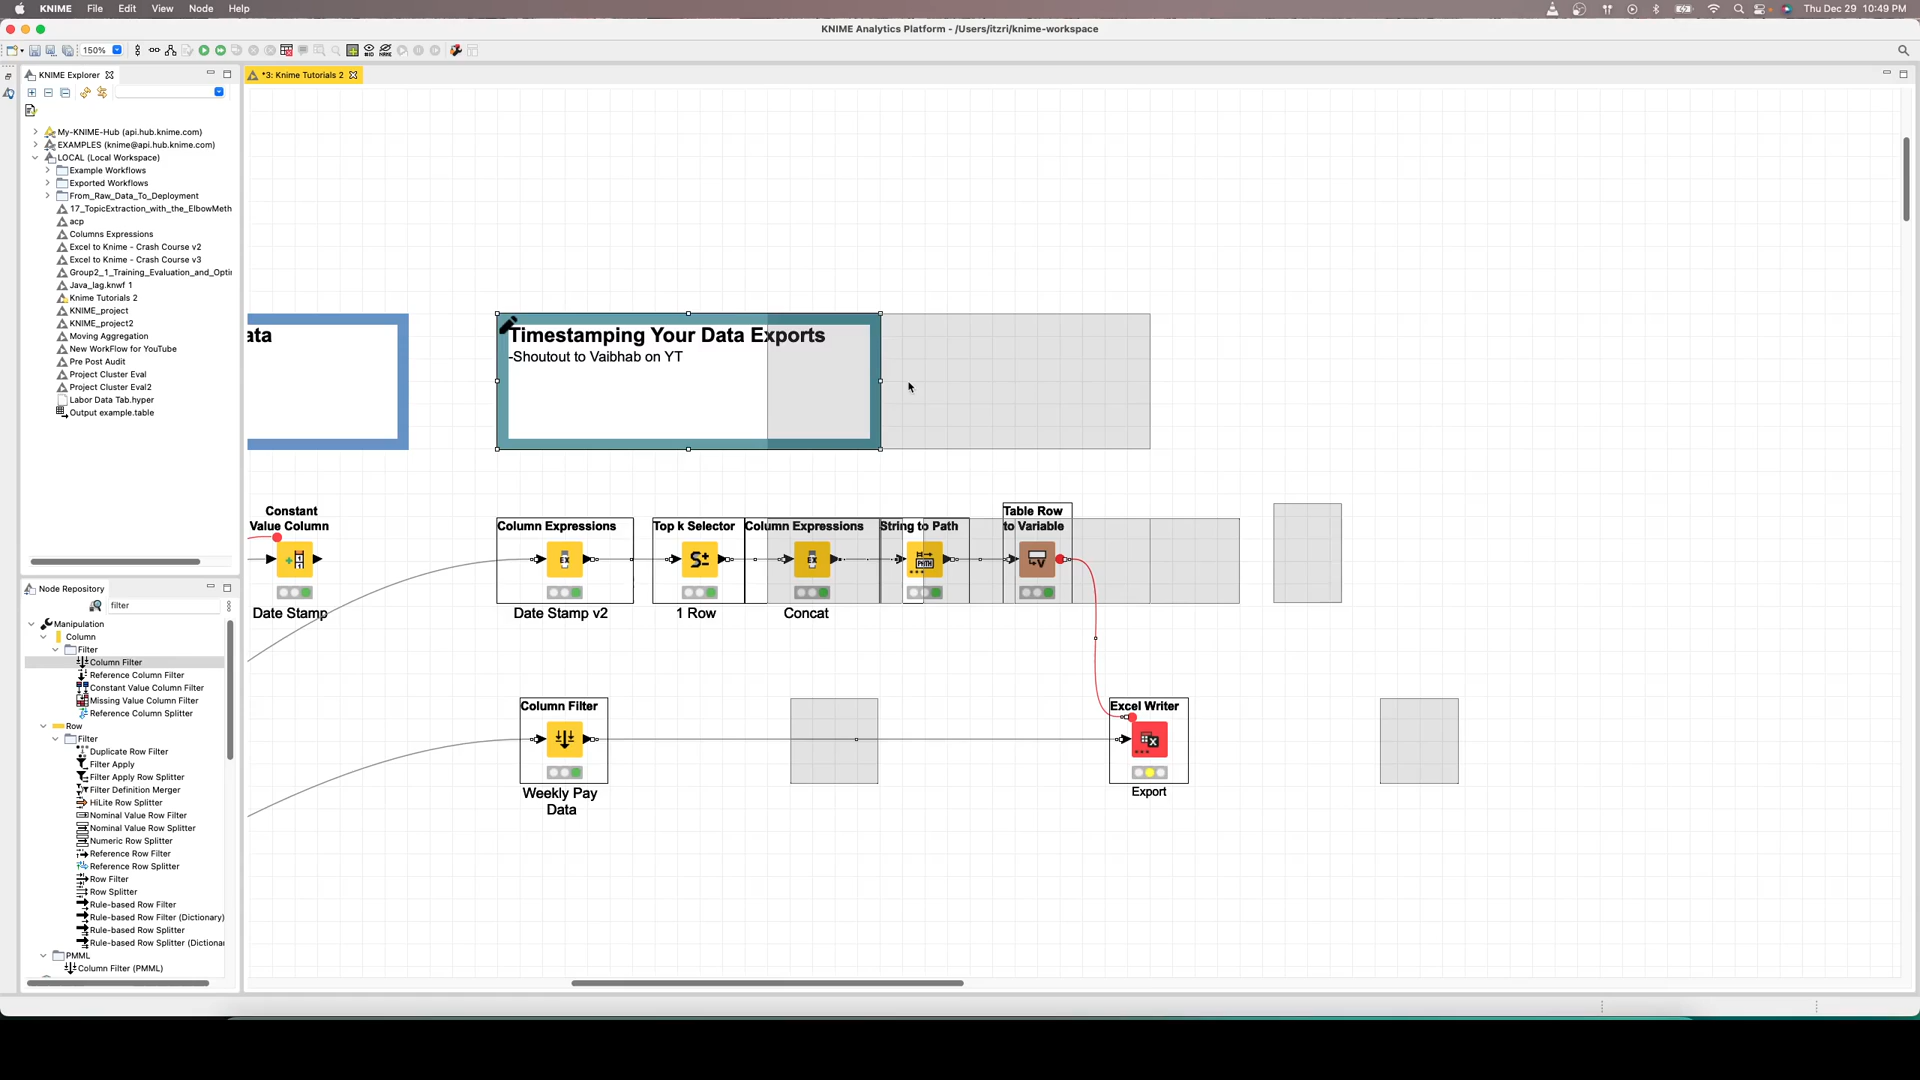 KNIME File Edit View Node Help
Thu Dec 29 10:49 PM
KNIME Analytics Platform - /Users/itzri/knime-workspace
150%
KNIME Explorer
*3: Knime Tutorials 2
My-KNIME-Hub (api.hub.knime.com)
EXAMPLES (knime@api.hub.knime.com)
LOCAL (Local Workspace)
Example Workflows
Exported Workflows
From_Raw_Data_To_Deployment
17_TopicExtraction_with_the_ElbowMeth
acp
Columns Expressions
Excel to Knime - Crash Course v2
Excel to Knime - Crash Course v3
Group2_1_Training_Evaluation_and_Opti
Java_lag.knwf 1
Knime Tutorials 2
KNIME_project
KNIME_project2
Moving Aggregation
New WorkFlow for YouTube
Pre Post Audit
Project Cluster Eval
Project Cluster Eval2
Labor Data Tab.hyper
Output example.table
Node Repository
filter
Manipulation
Column
Filter
Column Filter
Reference Column Filter
Constant Value Column Filter
Missing Value Column Filter
Reference Column Splitter
Row
Filter
Duplicate Row Filter
Filter Apply
Filter Apply Row Splitter
Filter Definition Merger
HiLite Row Splitter
Nominal Value Row Filter
Nominal Value Row Splitter
Numeric Row Splitter
Reference Row Filter
Reference Row Splitter
Row Filter
Row Splitter
Rule-based Row Filter
Rule-based Row Filter (Dictionary)
Rule-based Row Splitter
Rule-based Row Splitter (Dictiona
PMML
Column Filter (PMML)
ata
Timestamping Your Data Exports
-Shoutout to Vaibhab on YT
Constant
Value Column
Date Stamp
Column Expressions
Date Stamp v2
Top k Selector
1 Row
Column Expressions
Concat
String to Path
PATH
Table Row
to Variable
Column Filter
Weekly Pay
Data
Excel Writer
Export